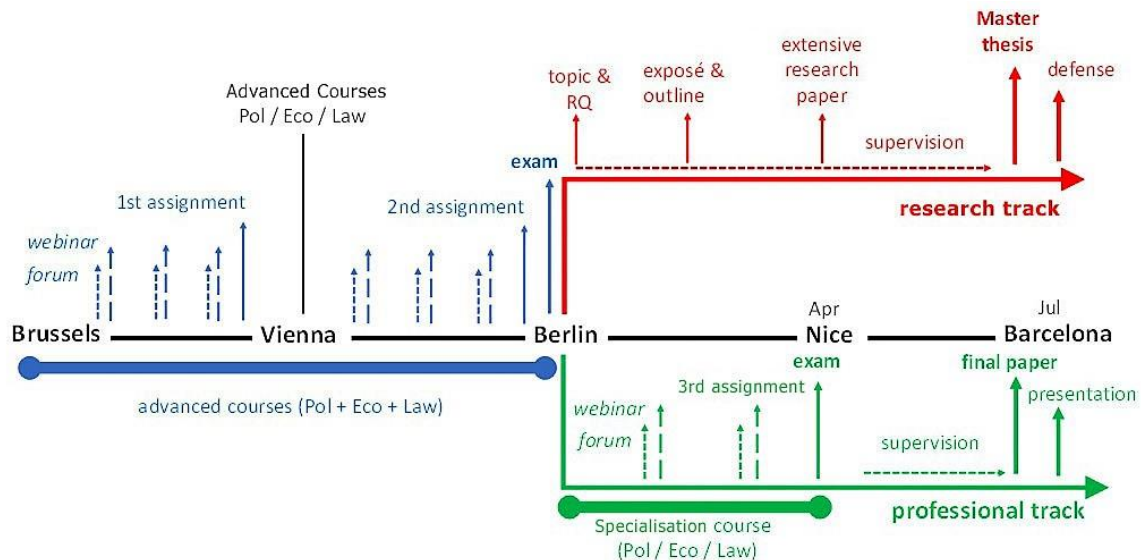 Master
thesis
extensive
research
paper
topic &
RQ
exposé &
outline
defense
Advanced Courses
Pol / Eco / Law
supervision
exam
1st assignment
2nd assignment
research track
webinar
forum
Apr
Jul
Brussels
Vienna
Berlin
Nice
Barcelona
exam
final paper
3rd assignment
presentation
advanced courses (Pol + Eco + Law)
webinar
forum
supervision
professional track
Specialisation course
(Pol / Eco / Law)